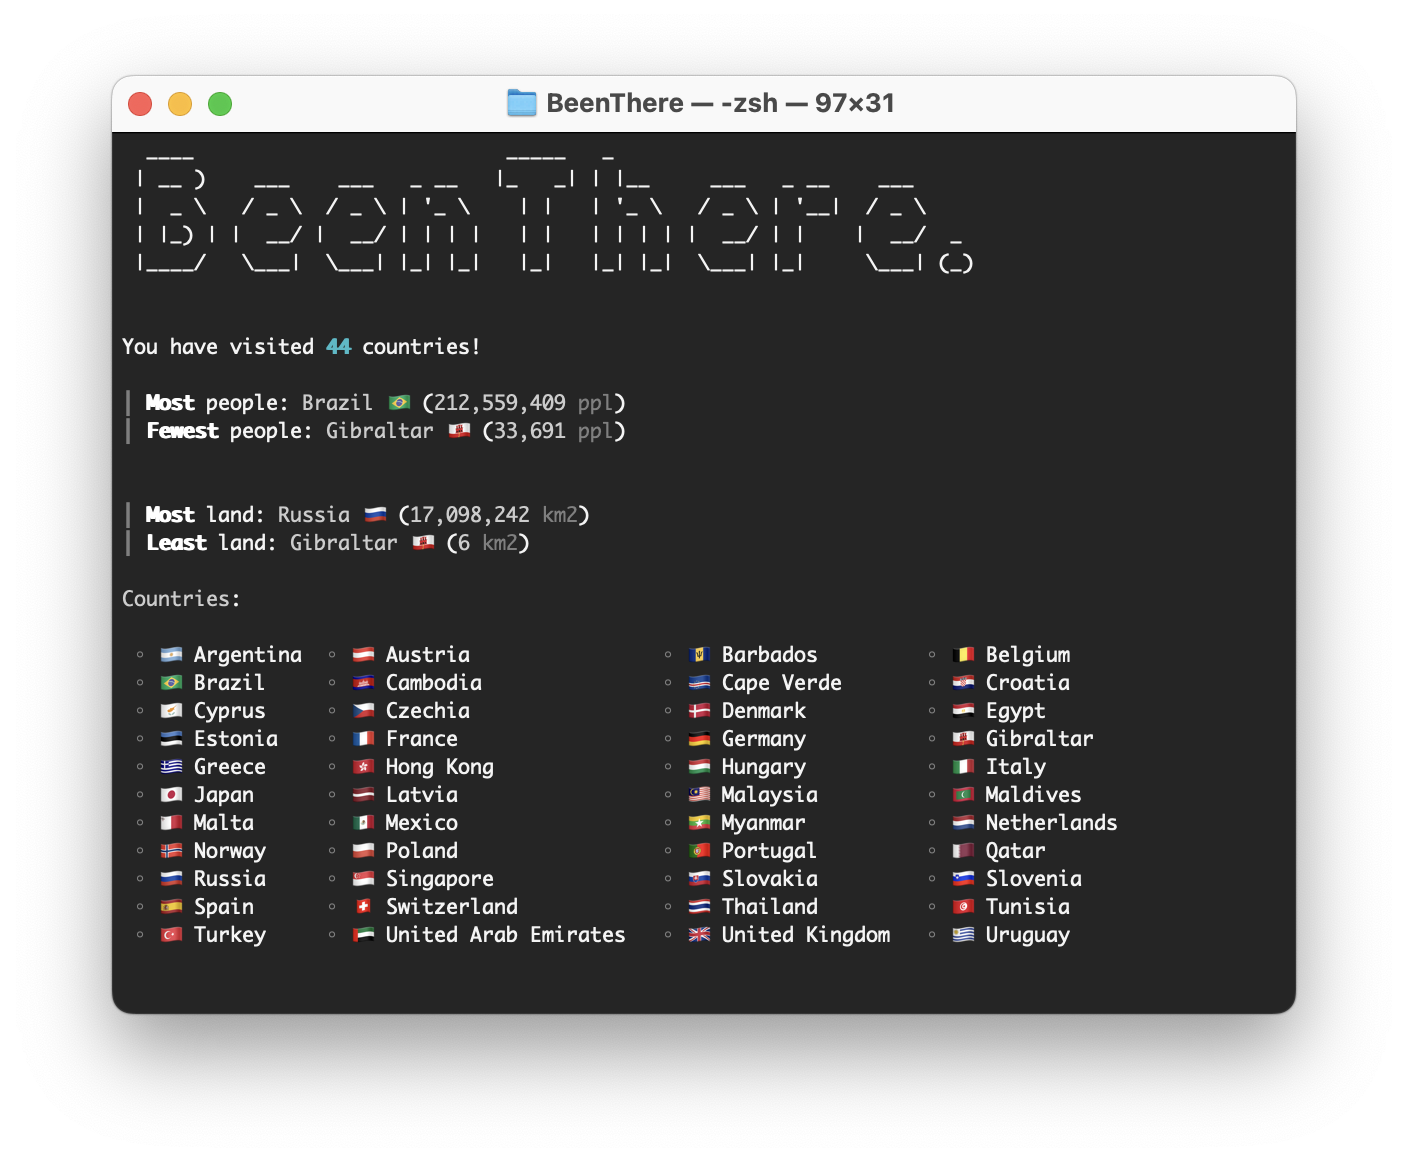 BeenThere — -zsh — 97×31
BeenThere.
You have visited 44 countries!
| Most people: Brazil 🇧🇷 (212,559,409 ppl)
| Fewest people: Gibraltar 🇬🇮 (33,691 ppl)
| Most land: Russia 🇷🇺 (17,098,242 km2)
| Least land: Gibraltar 🇬🇮 (6 km2)
Countries:
◦ 🇦🇷 Argentina ◦ 🇦🇹 Austria ◦ 🇧🇧 Barbados ◦ 🇧🇪 Belgium
◦ 🇧🇷 Brazil ◦ 🇰🇭 Cambodia ◦ 🇨🇻 Cape Verde ◦ 🇭🇷 Croatia
◦ 🇨🇾 Cyprus ◦ 🇨🇿 Czechia ◦ 🇩🇰 Denmark ◦ 🇪🇬 Egypt
◦ 🇪🇪 Estonia ◦ 🇫🇷 France ◦ 🇩🇪 Germany ◦ 🇬🇮 Gibraltar
◦ 🇬🇷 Greece ◦ 🇭🇰 Hong Kong ◦ 🇭🇺 Hungary ◦ 🇮🇹 Italy
◦ 🇯🇵 Japan ◦ 🇱🇻 Latvia ◦ 🇲🇾 Malaysia ◦ 🇲🇻 Maldives
◦ 🇲🇹 Malta ◦ 🇲🇽 Mexico ◦ 🇲🇲 Myanmar ◦ 🇳🇱 Netherlands
◦ 🇳🇴 Norway ◦ 🇵🇱 Poland ◦ 🇵🇹 Portugal ◦ 🇶🇦 Qatar
◦ 🇷🇺 Russia ◦ 🇸🇬 Singapore ◦ 🇸🇰 Slovakia ◦ 🇸🇮 Slovenia
◦ 🇪🇸 Spain ◦ 🇨🇭 Switzerland ◦ 🇹🇭 Thailand ◦ 🇹🇳 Tunisia
◦ 🇹🇷 Turkey ◦ 🇦🇪 United Arab Emirates ◦ 🇬🇧 United Kingdom ◦ 🇺🇾 Uruguay